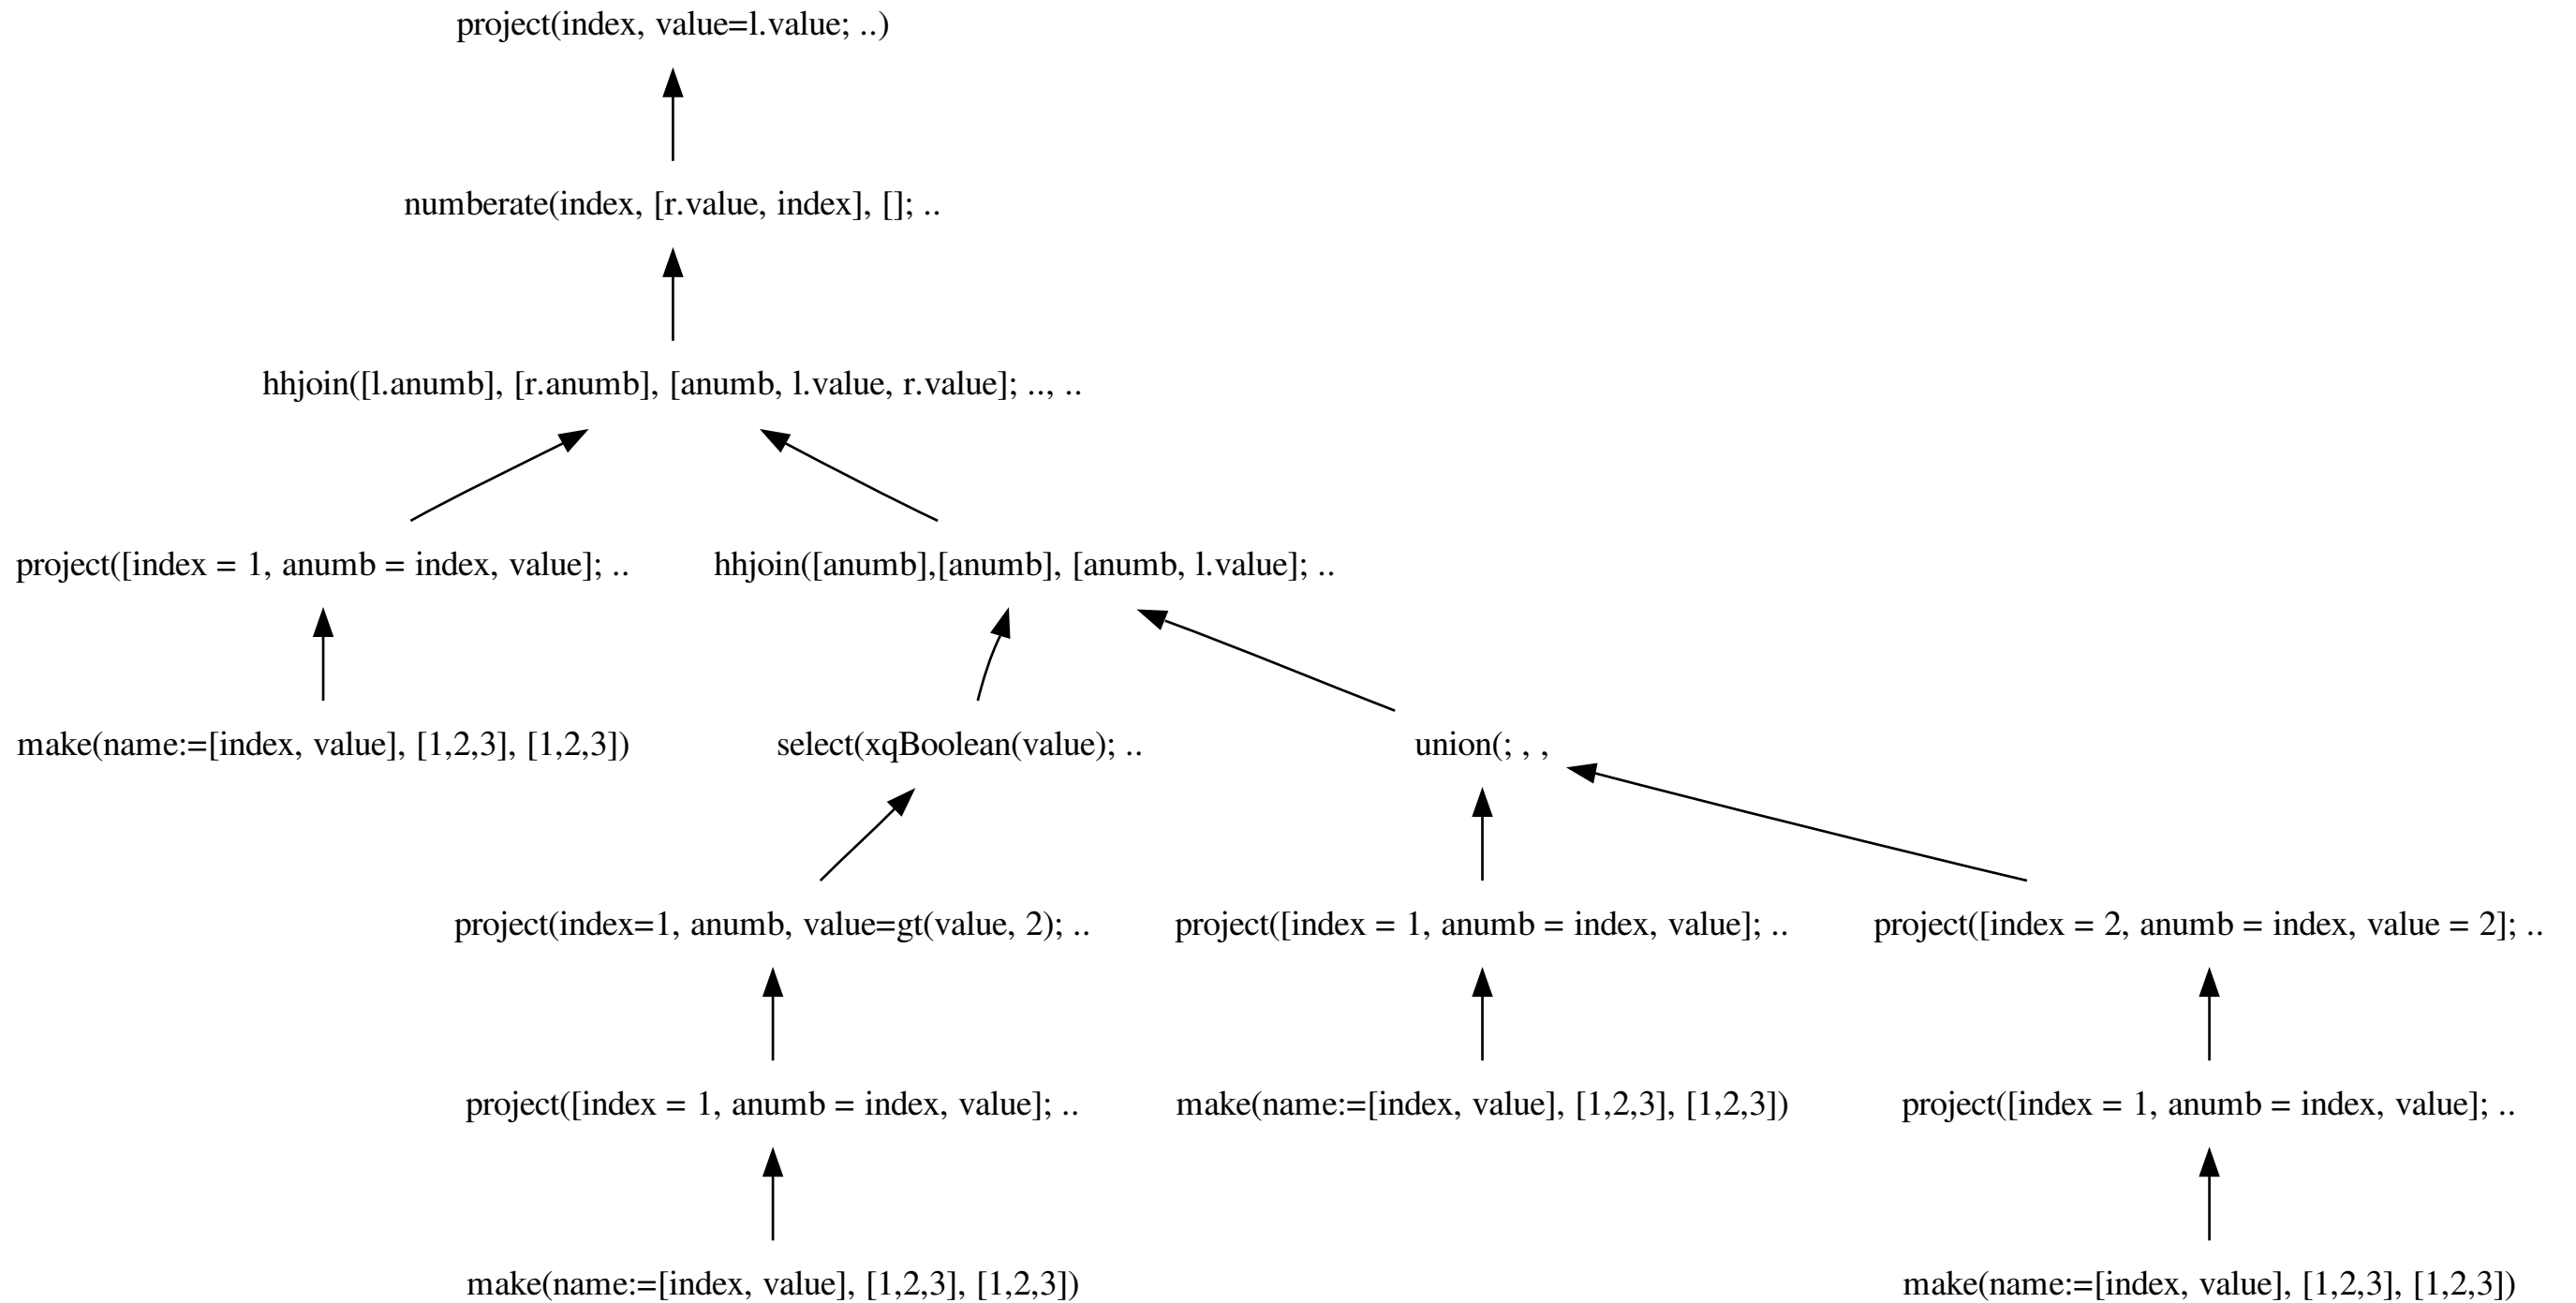 project(index, value=l.value; ..)
numberate(index, [r.value, index], []; ..
hhjoin([l.anumb], [r.anumb], [anumb, l.value, r.value]; .., ..
project([index = 1, anumb = index, value]; ..
hhjoin([anumb],[anumb], [anumb, l.value]; ..
make(name:=[index, value], [1,2,3], [1,2,3])
select(xqBoolean(value); ..
union(; , ,
project(index=1, anumb, value=gt(value, 2); ..
project([index = 1, anumb = index, value]; ..
project([index = 2, anumb = index, value = 2]; ..
project([index = 1, anumb = index, value]; ..
make(name:=[index, value], [1,2,3], [1,2,3])
project([index = 1, anumb = index, value]; ..
make(name:=[index, value], [1,2,3], [1,2,3])
make(name:=[index, value], [1,2,3], [1,2,3])